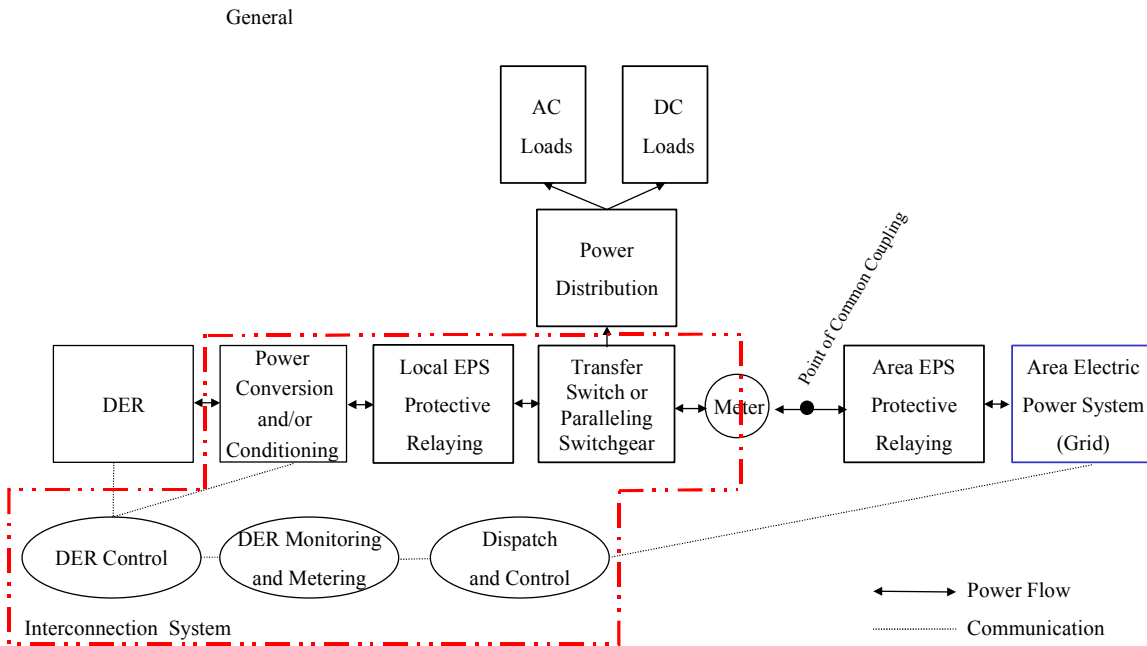 General
AC
Loads
DC
Loads
Power
Distribution
Point of Common Coupling
DER
Power
Conversion
and/or
Conditioning
Local EPS
Protective
Relaying
Transfer
Switch or
Paralleling
Switchgear
Meter
Area EPS
Protective
Relaying
Area Electric
Power System
(Grid)
DER Control
DER Monitoring
and Metering
Dispatch
and Control
Power Flow
Communication
Interconnection System